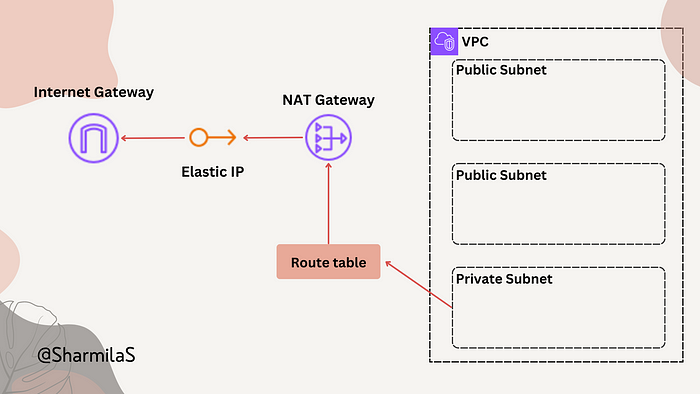 VPC
Public Subnet
Internet Gateway
NAT Gateway
Elastic IP
Public Subnet
Route table
Private Subnet
@SharmilaS